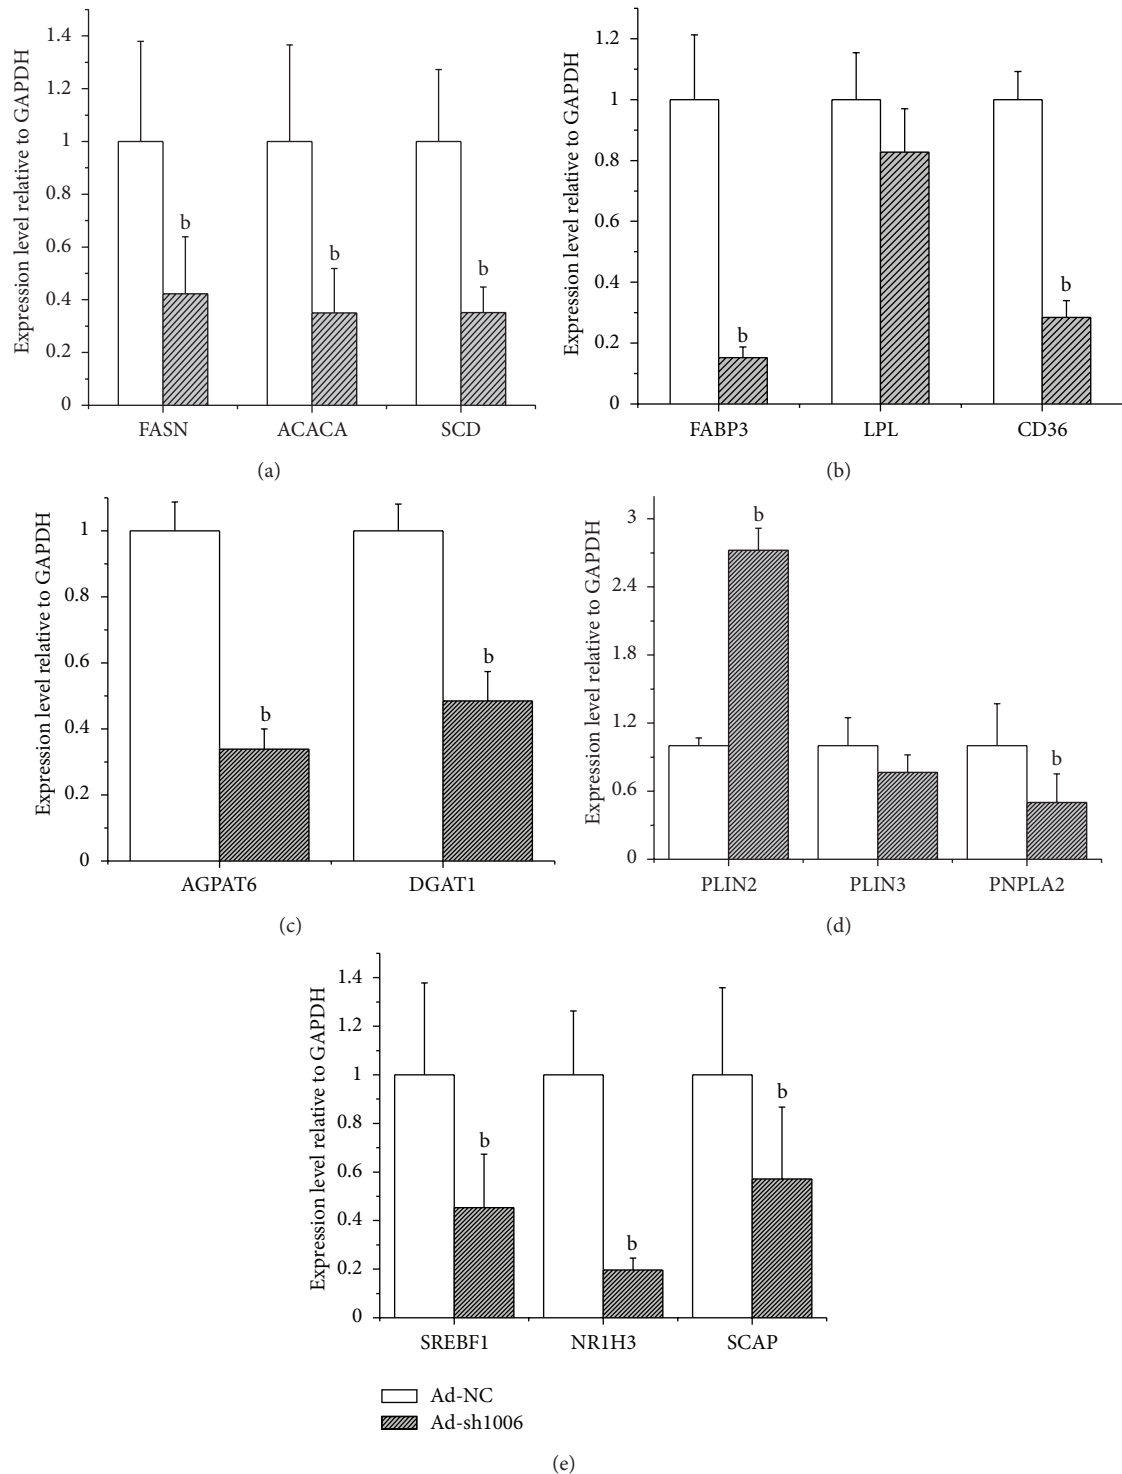 Expression level relative to GAPDH
1.4
1.2
1
0.8
0.6
0.4
0.2
0
b
b
b
FASN ACACA SCD
(a)
Expression level relative to GAPDH
1.2
1
0.8
0.6
0.4
0.2
0
b
b
FABP3 LPL CD36
(b)
Expression level relative to GAPDH
1
0.8
0.6
0.4
0.2
0
b
b
AGPAT6 DGAT1
(c)
Expression level relative to GAPDH
3
2.4
1.8
1.2
0.6
0
b
b
PLIN2 PLIN3 PNPLA2
(d)
Expression level relative to GAPDH
1.4
1.2
1
0.8
0.6
0.4
0.2
0
b
b
b
SREBF1 NR1H3 SCAP
Ad-NC
Ad-sh1006
(e)